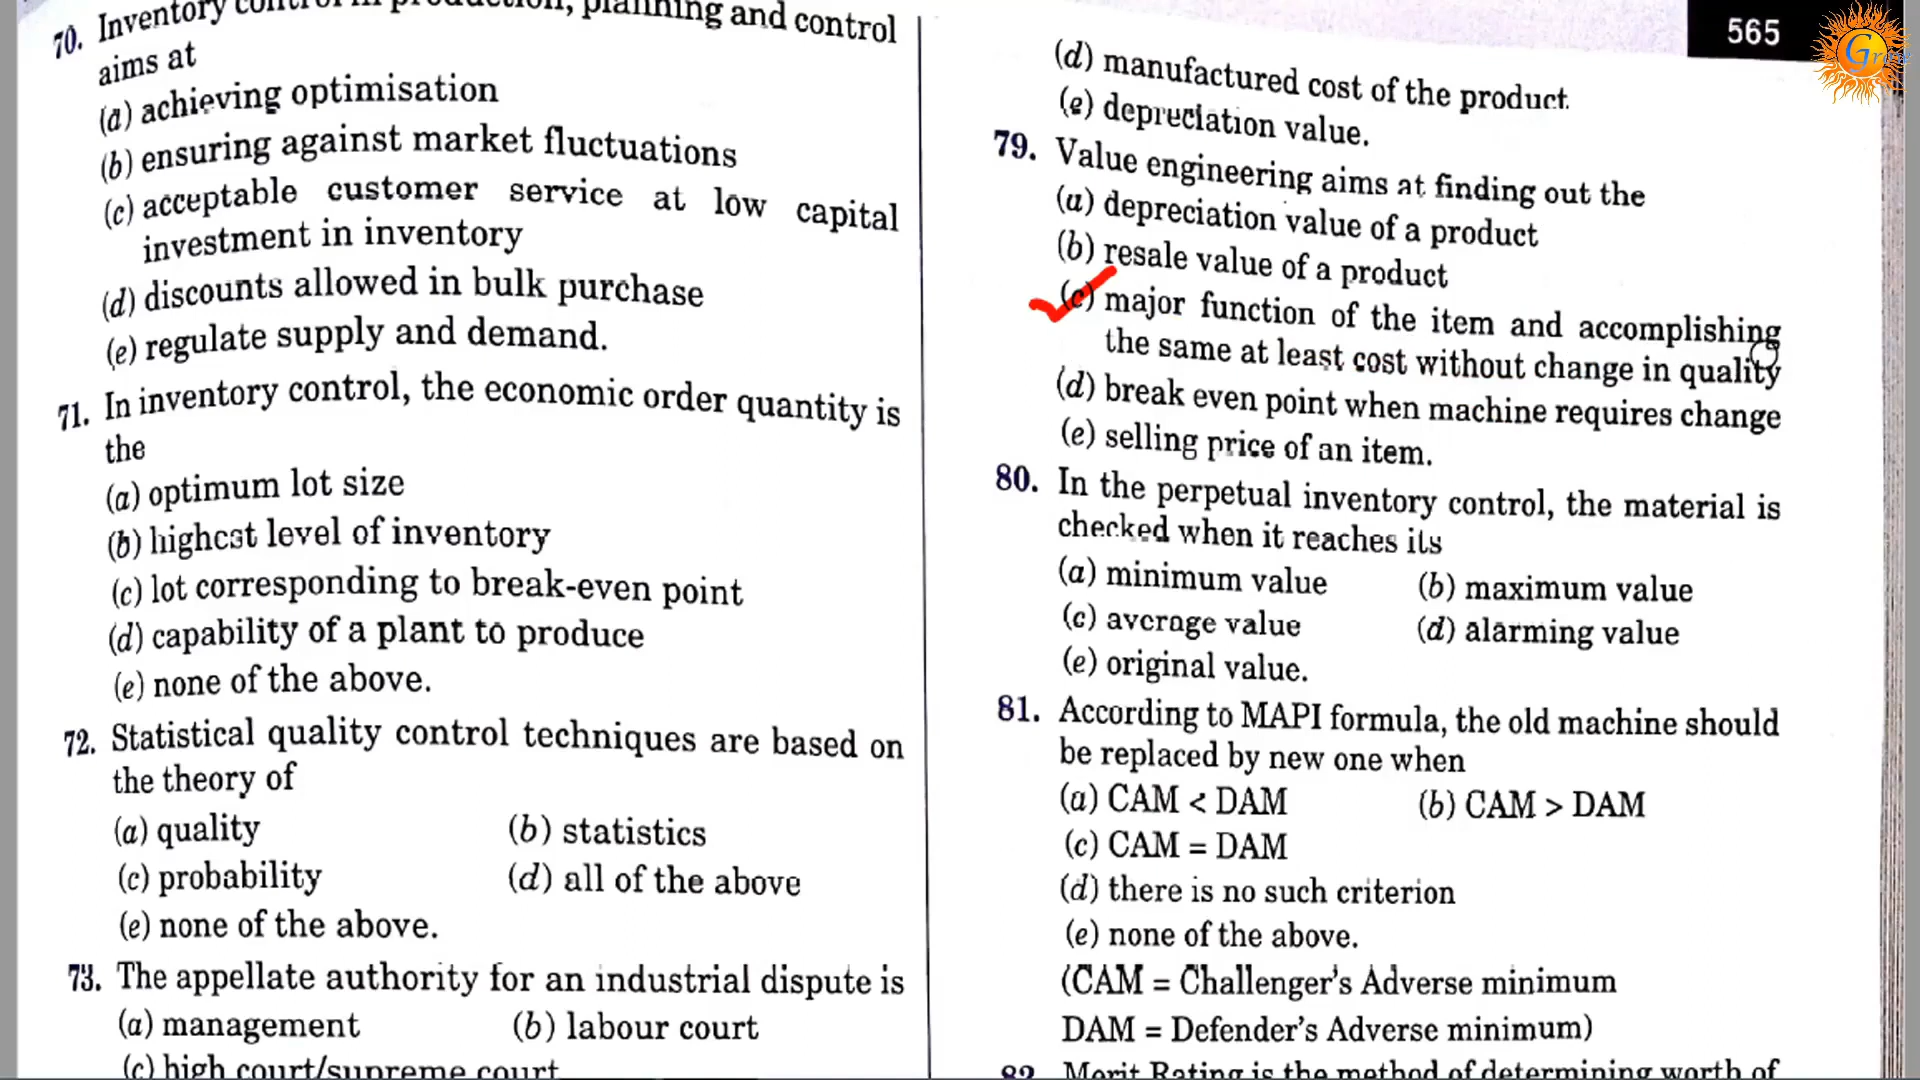 70. Inventory control in production, planning and control
aims at
(a) achieving optimisation
(b) ensuring against market fluctuations
(c) acceptable customer service at low capital
investment in inventory
(d) discounts allowed in bulk purchase
(e) regulate supply and demand.
71. In inventory control, the economic order quantity is
the
(a) optimum lot size
(b) highest level of inventory
(c) lot corresponding to break-even point
(d) capability of a plant to produce
(e) none of the above.
72. Statistical quality control techniques are based on
the theory of
(a) quality (b) statistics
(c) probability (d) all of the above
(e) none of the above.
73. The appellate authority for an industrial dispute is
(a) management (b) labour court
(c) high court/supreme court
565
(d) manufactured cost of the product.
(e) depreciation value.
79. Value engineering aims at finding out the
(a) depreciation value of a product
(b) resale value of a product
(c) major function of the item and accomplishing
the same at least cost without change in quality
(d) break even point when machine requires change
(e) selling price of an item.
80. In the perpetual inventory control, the material is
checked when it reaches its
(a) minimum value (b) maximum value
(c) average value (d) alarming value
(e) original value.
81. According to MAPI formula, the old machine should
be replaced by new one when
(a) CAM < DAM (b) CAM > DAM
(c) CAM = DAM
(d) there is no such criterion
(e) none of the above.
(CAM = Challenger's Adverse minimum
DAM = Defender's Adverse minimum)
82. Merit Rating is the method of determining worth of